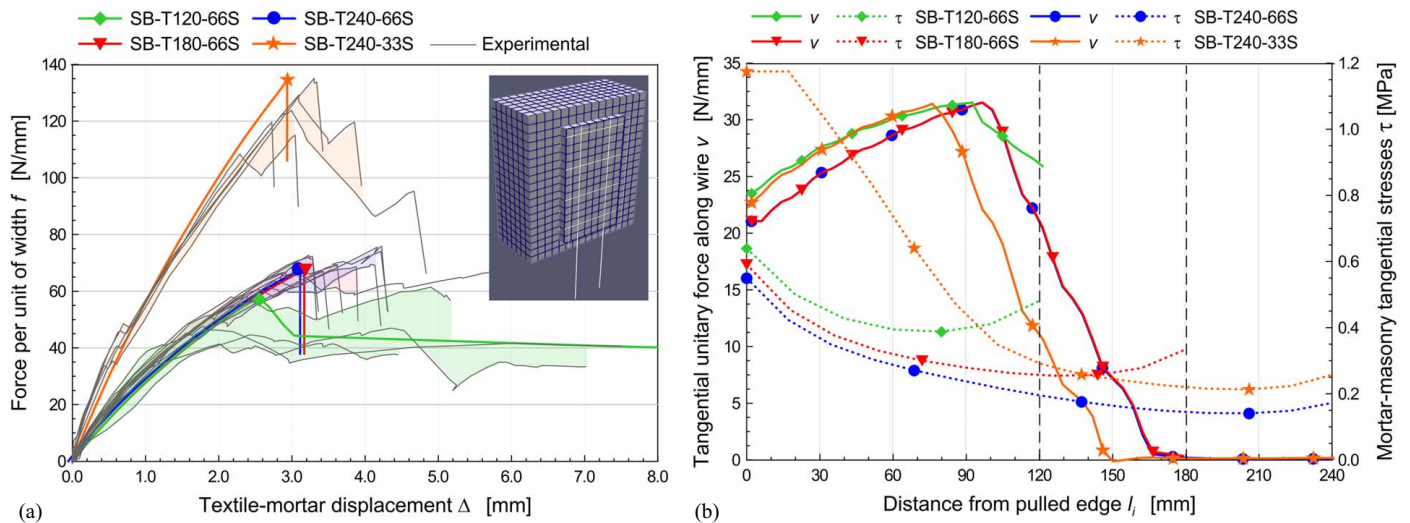 SB-T120-66S SB-T240-66S
SB-T180-66S SB-T240-33S Experimental
140
120
100
80
60
40
20
0
Force per unit of width f [N/mm]
0.0 1.0 2.0 3.0 4.0 5.0 6.0 7.0 8.0
Textile-mortar displacement Δ [mm]
(a)
v τ SB-T120-66S v τ SB-T240-66S
v τ SB-T180-66S v τ SB-T240-33S
35
30
25
20
15
10
5
0
Tangential unitary force along wire v [N/mm]
1.2
1.0
0.8
0.6
0.4
0.2
0.0
Mortar-masonry tangential stresses τ [MPa]
0 30 60 90 120 150 180 210 240
Distance from pulled edge lᵢ [mm]
(b)